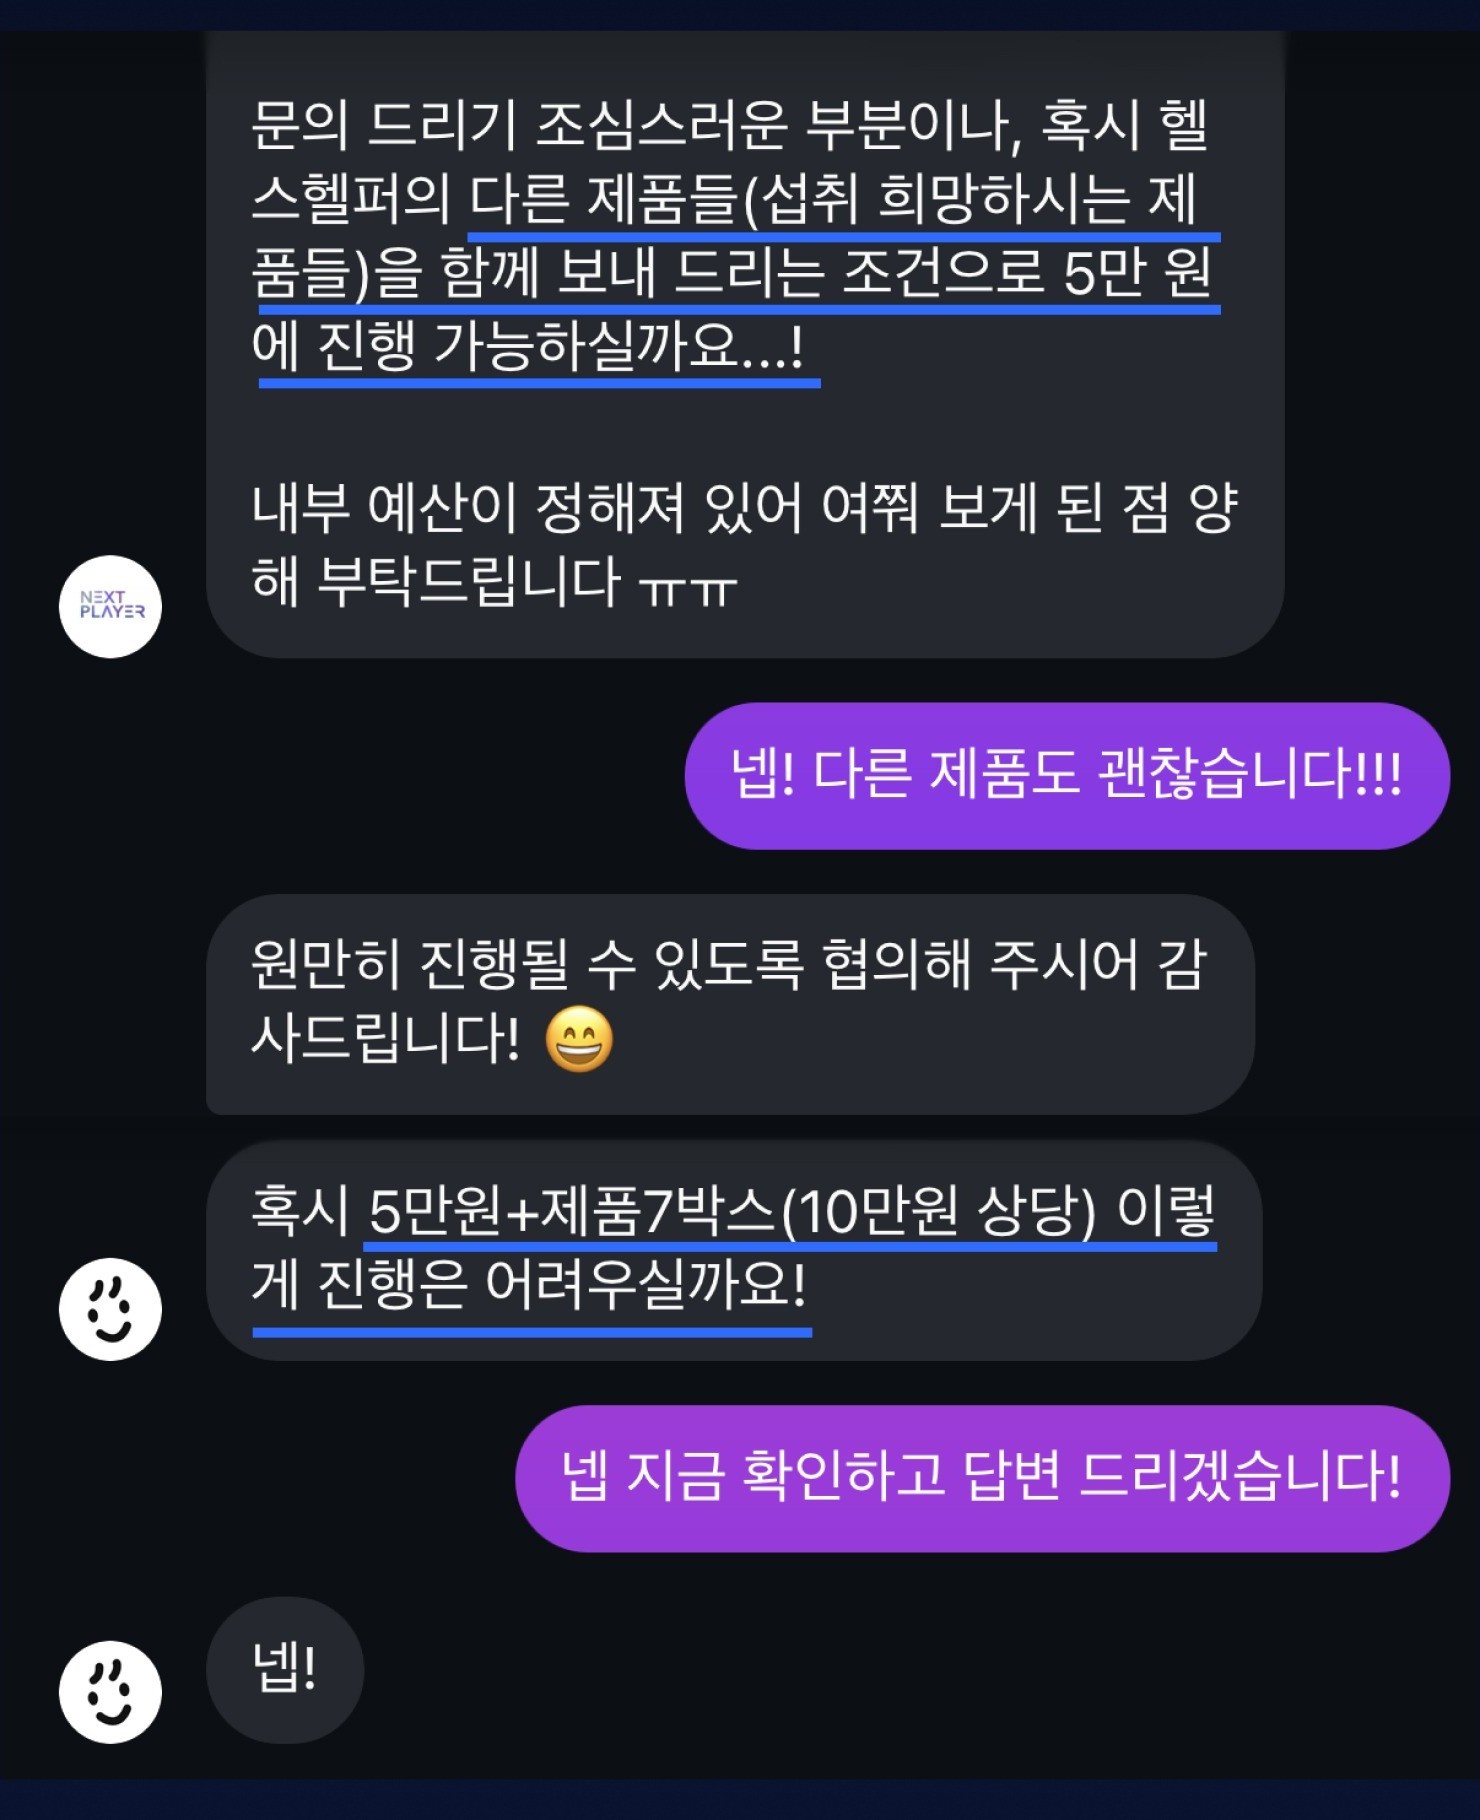 문의 드리기 조심스러운 부분이나, 혹시 헬
스헬퍼의 다른 제품들(섭취 희망하시는 제
품들)을 함께 보내 드리는 조건으로 5만 원
에 진행 가능하실까요...!
내부 예산이 정해져 있어 여쭤 보게 된 점 양
해 부탁드립니다 ㅠㅠ
NEXT
PLAYER
넵! 다른 제품도 괜찮습니다!!!
원만히 진행될 수 있도록 협의해 주시어 감
사드립니다! 😄
혹시 5만원+제품7박스(10만원 상당) 이렇
게 진행은 어려우실까요!
넵 지금 확인하고 답변 드리겠습니다!
넵!